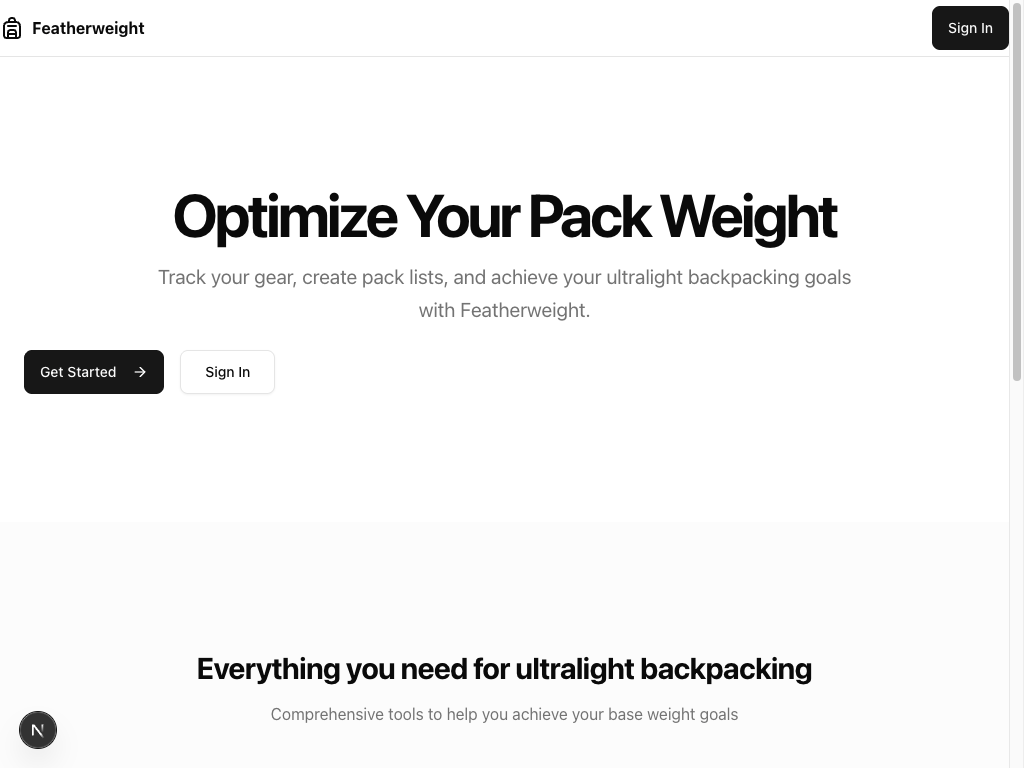 Featherweight
Sign In
Optimize Your Pack Weight
Track your gear, create pack lists, and achieve your ultralight backpacking goals
with Featherweight.
Get Started
Sign In
Everything you need for ultralight backpacking
Comprehensive tools to help you achieve your base weight goals
N